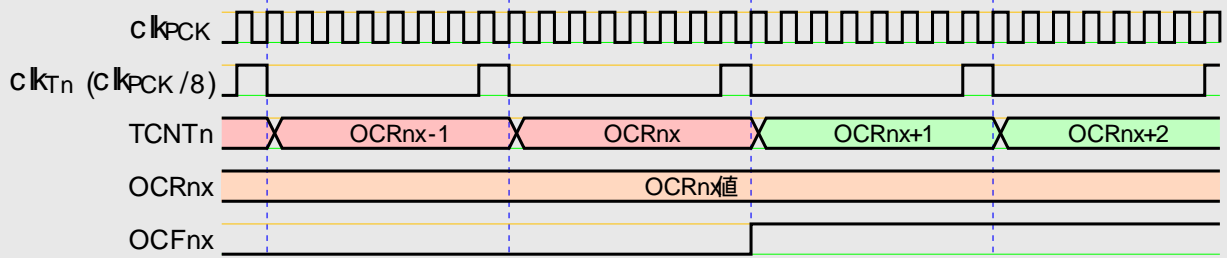 clkPCK
clkTn (clkPCK/8)
TCNTn OCRnx-1 OCRnx OCRnx+1 OCRnx+2
OCRnx OCRnx値
OCFnx